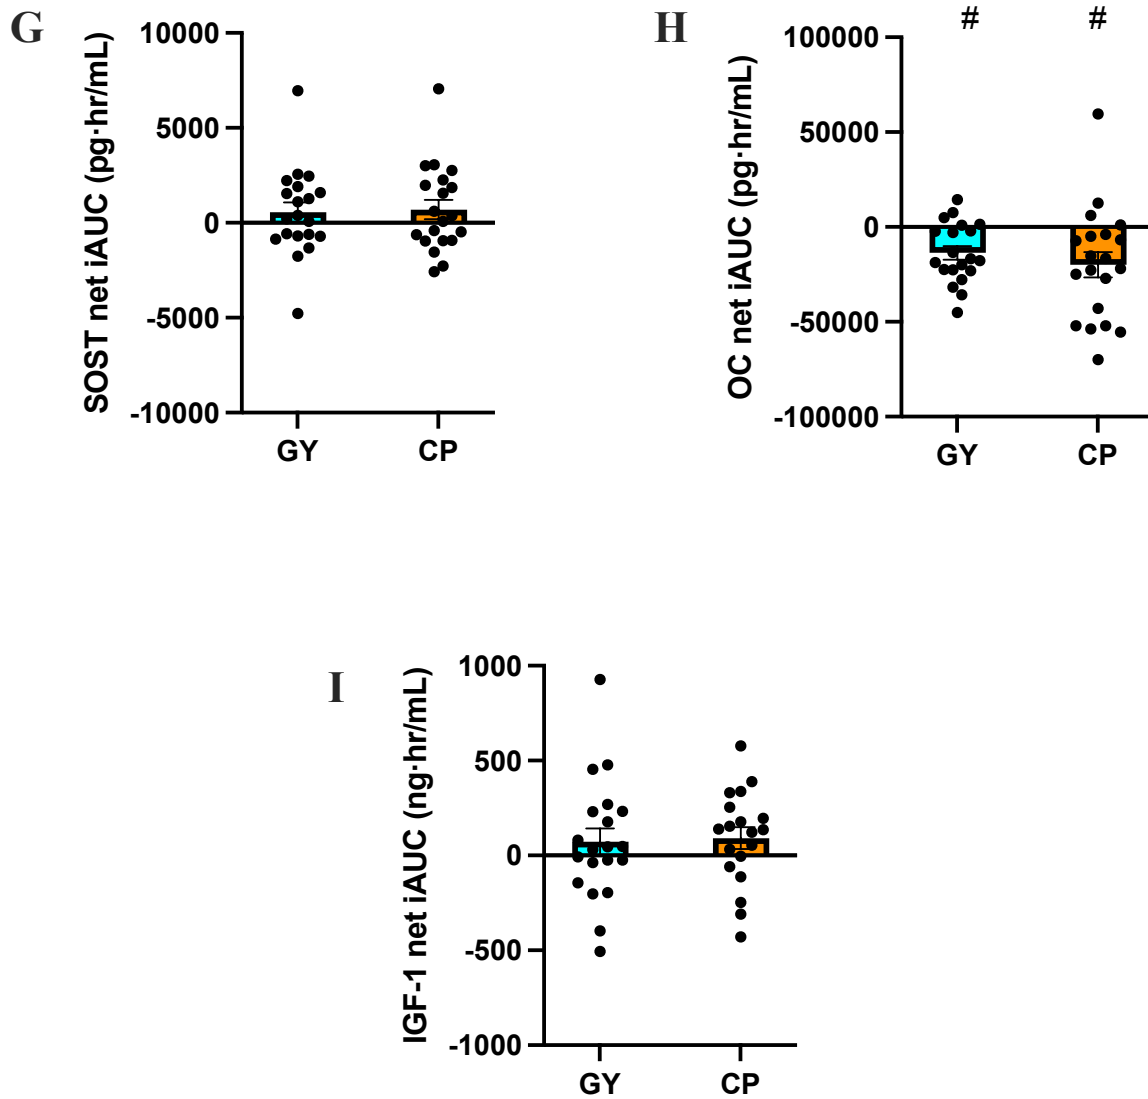 G
SOST net iAUC (pg·hr/mL)
10000
5000
0
-5000
-10000
GY CP
H
# #
OC net iAUC (pg·hr/mL)
100000
50000
0
-50000
-100000
GY CP
I
IGF-1 net iAUC (ng·hr/mL)
1000
500
0
-500
-1000
GY CP